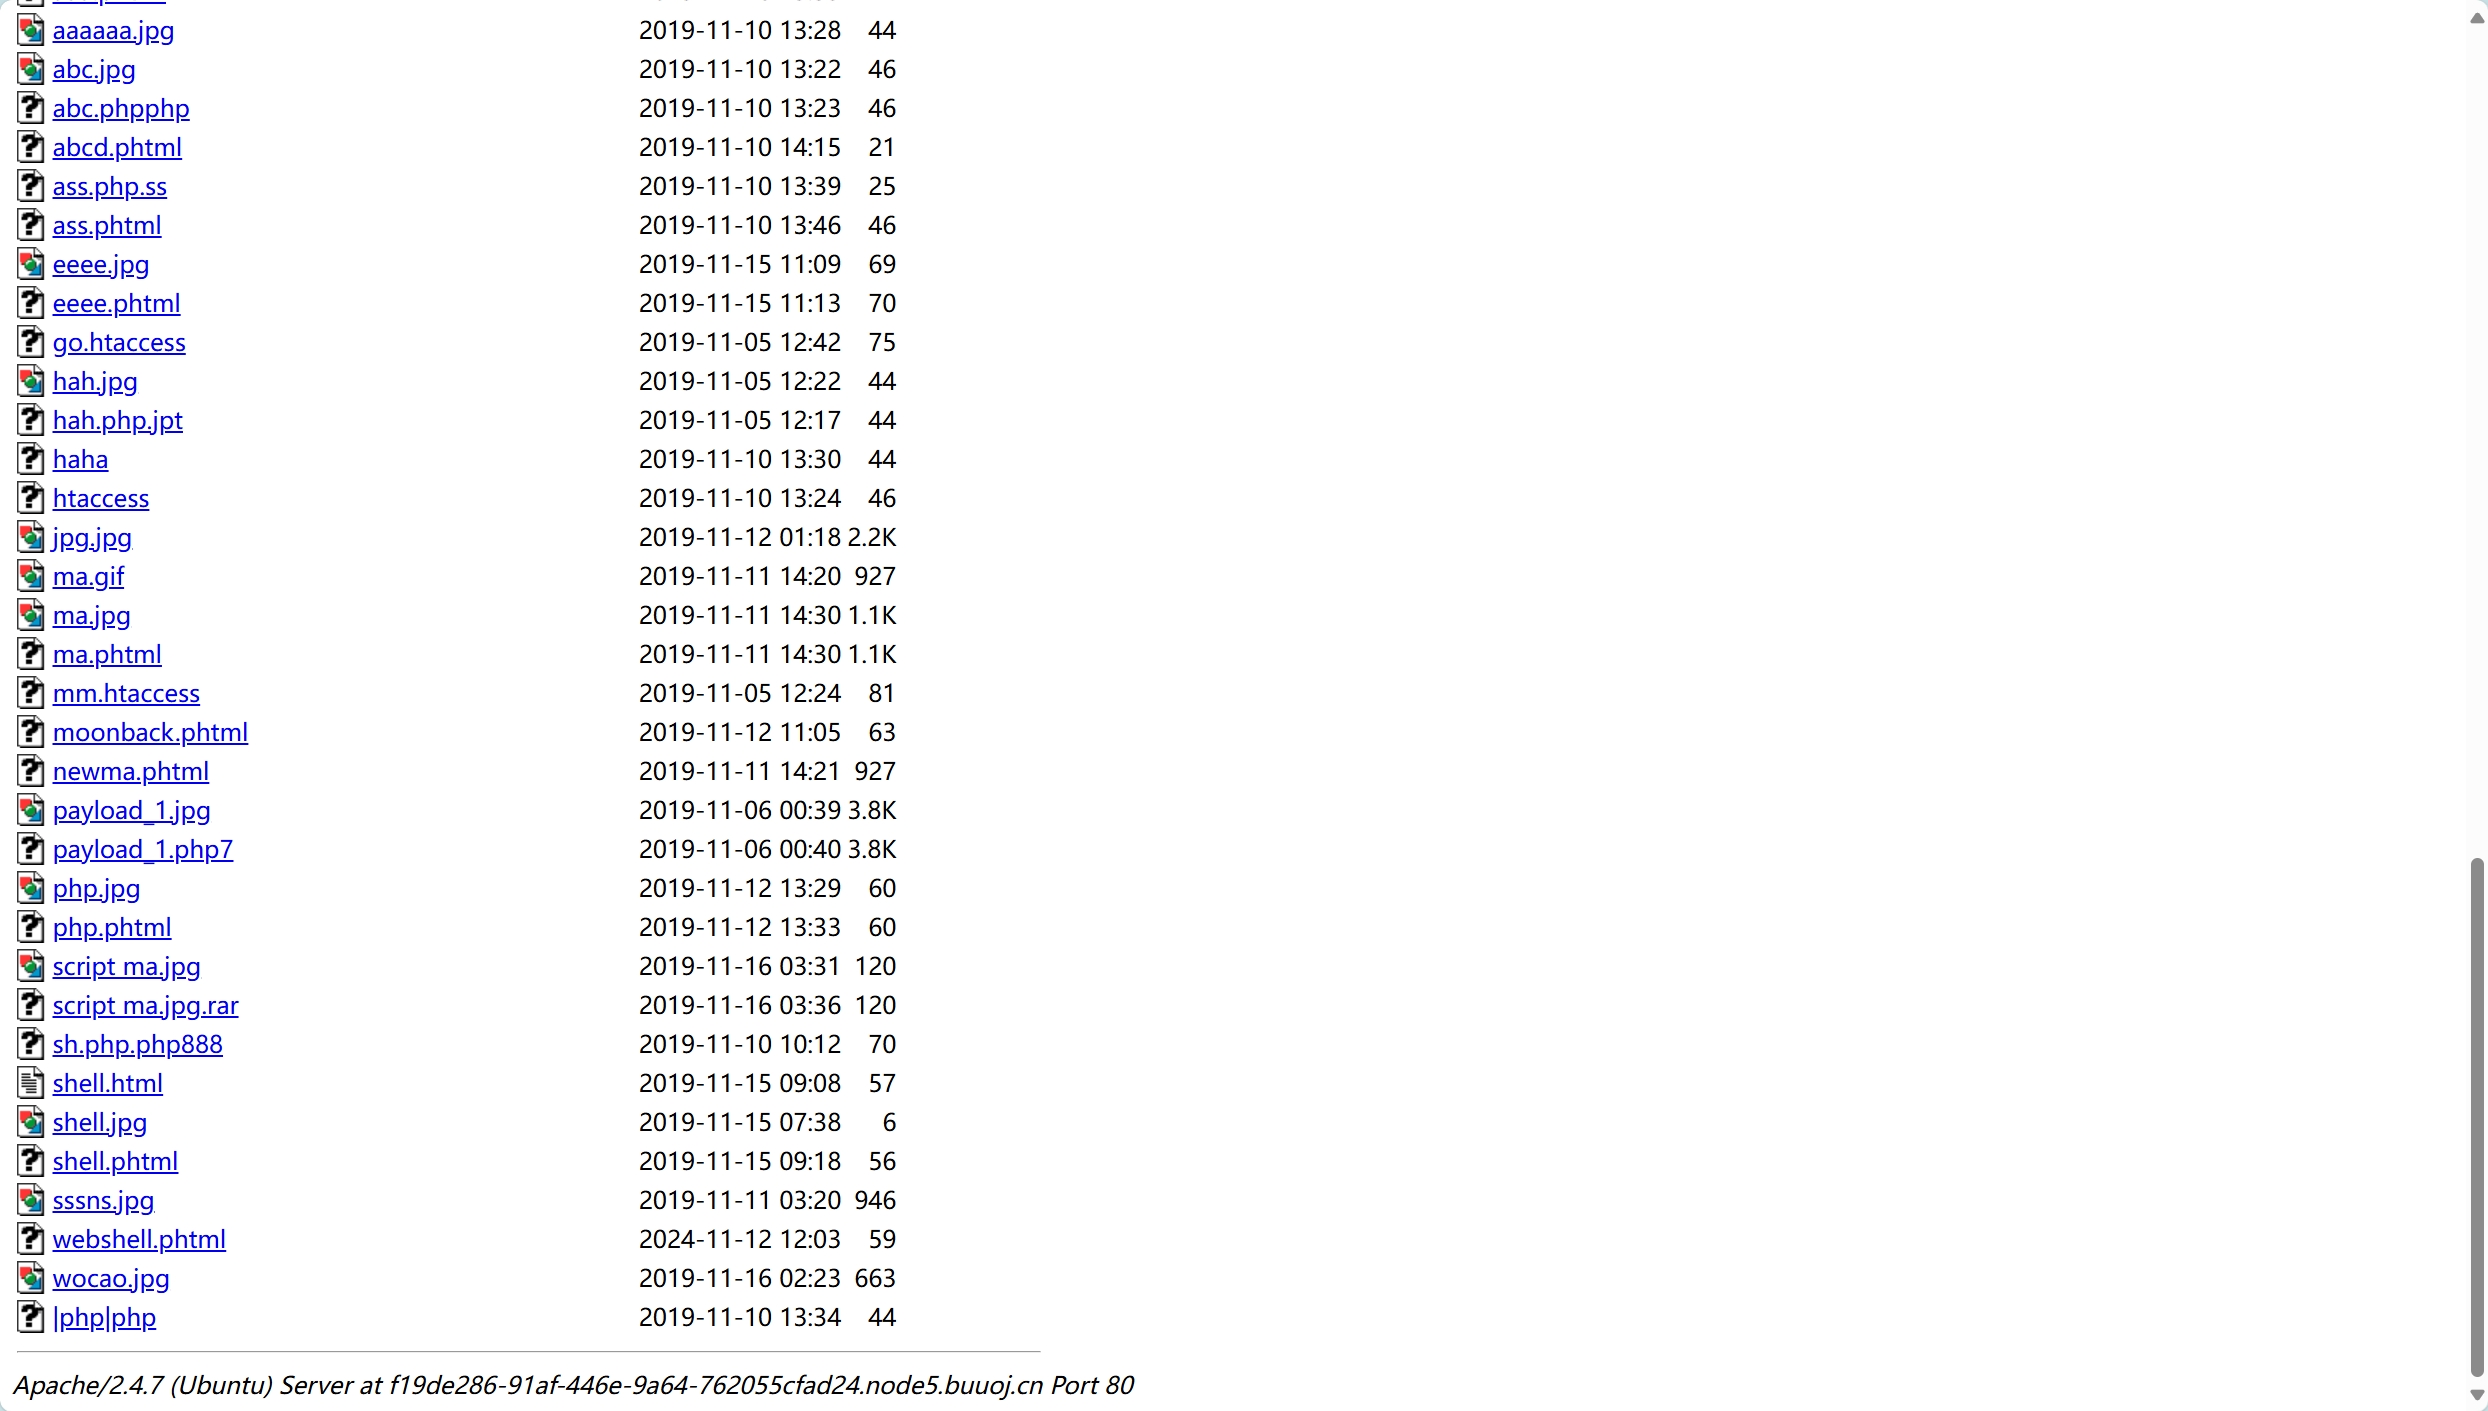 aaaaaa.jpg 2019-11-10 13:28 44
abc.jpg 2019-11-10 13:22 46
abc.phpphp 2019-11-10 13:23 46
abcd.phtml 2019-11-10 14:15 21
ass.php.ss 2019-11-10 13:39 25
ass.phtml 2019-11-10 13:46 46
eeee.jpg 2019-11-15 11:09 69
eeee.phtml 2019-11-15 11:13 70
go.htaccess 2019-11-05 12:42 75
hah.jpg 2019-11-05 12:22 44
hah.php.jpt 2019-11-05 12:17 44
haha 2019-11-10 13:30 44
htaccess 2019-11-10 13:24 46
jpg.jpg 2019-11-12 01:18 2.2K
ma.gif 2019-11-11 14:20 927
ma.jpg 2019-11-11 14:30 1.1K
ma.phtml 2019-11-11 14:30 1.1K
mm.htaccess 2019-11-05 12:24 81
moonback.phtml 2019-11-12 11:05 63
newma.phtml 2019-11-11 14:21 927
payload_1.jpg 2019-11-06 00:39 3.8K
payload_1.php7 2019-11-06 00:40 3.8K
php.jpg 2019-11-12 13:29 60
php.phtml 2019-11-12 13:33 60
script ma.jpg 2019-11-16 03:31 120
script ma.jpg.rar 2019-11-16 03:36 120
sh.php.php888 2019-11-10 10:12 70
shell.html 2019-11-15 09:08 57
shell.jpg 2019-11-15 07:38 6
shell.phtml 2019-11-15 09:18 56
sssns.jpg 2019-11-11 03:20 946
webshell.phtml 2024-11-12 12:03 59
wocao.jpg 2019-11-16 02:23 663
|php|php 2019-11-10 13:34 44
Apache/2.4.7 (Ubuntu) Server at f19de286-91af-446e-9a64-762055cfad24.node5.buuoj.cn Port 80